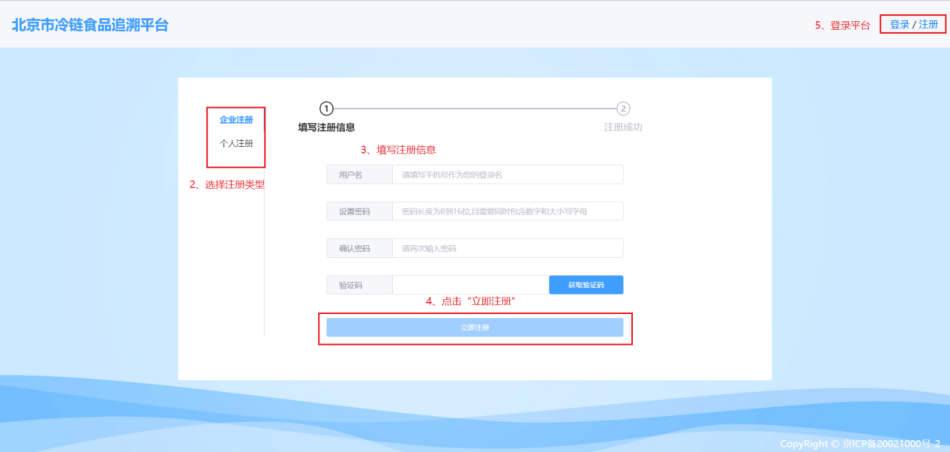 北京市冷链食品追溯平台
5、登录平台 登录 / 注册
企业注册
个人注册
2、选择注册类型
1
2
填写注册信息
注册成功
3、填写注册信息
用户名 请填写手机号作为您的登录名
设置密码 密码长度为8到16位,且需要同时包含数字和大小写字母
确认密码 请再次输入密码
验证码 获取验证码
4、点击“立即注册”
立即注册
CopyRight © 京ICP备20021000号-2